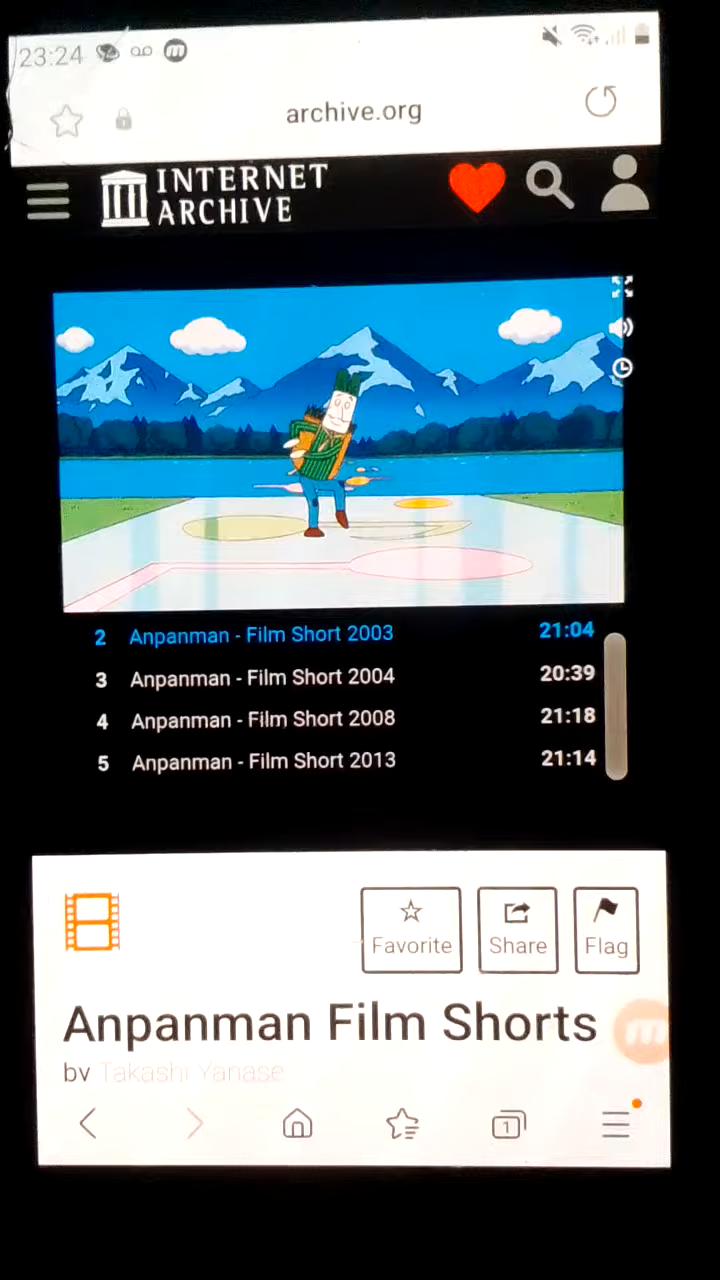 23:24
archive.org
INTERNET
ARCHIVE
2 Anpanman - Film Short 2003 21:04
3 Anpanman - Film Short 2004 20:39
4 Anpanman - Film Short 2008 21:18
5 Anpanman - Film Short 2013 21:14
Favorite Share Flag
Anpanman Film Shorts
by Takashi Yanase
1